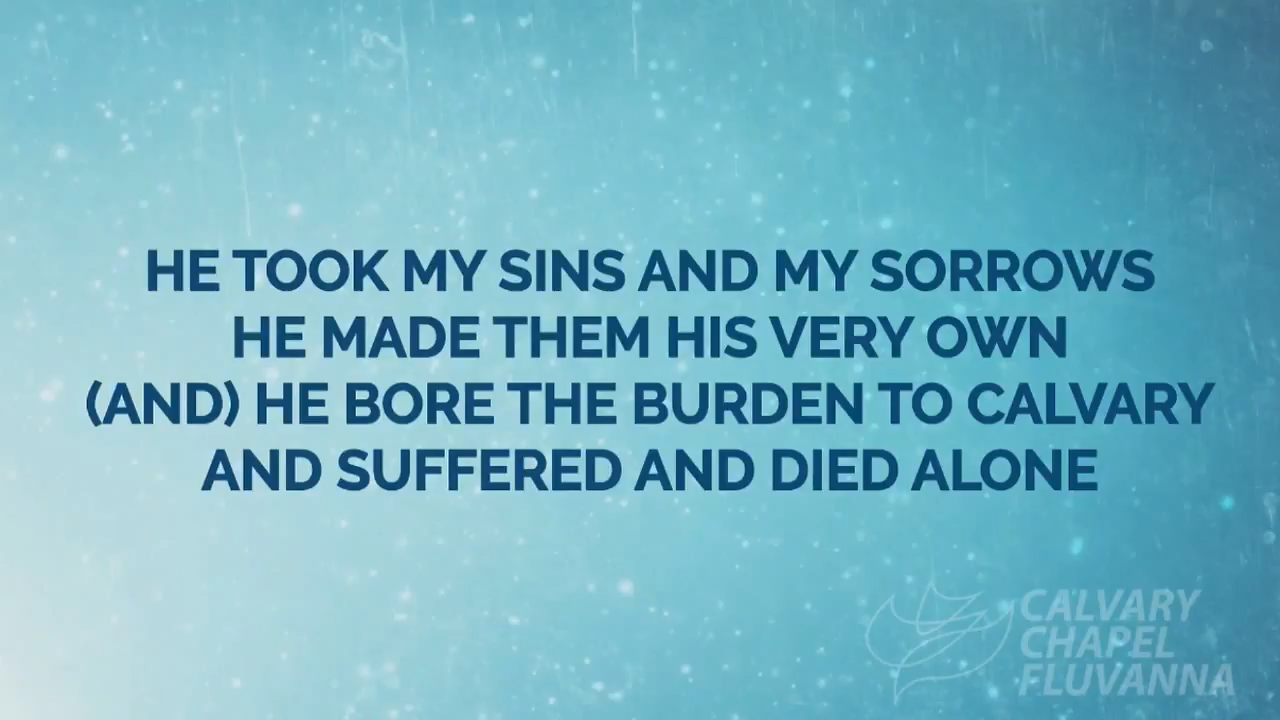 HE TOOK MY SINS AND MY SORROWS
HE MADE THEM HIS VERY OWN
(AND) HE BORE THE BURDEN TO CALVARY
AND SUFFERED AND DIED ALONE
CALVARY
CHAPEL
FLUVANNA